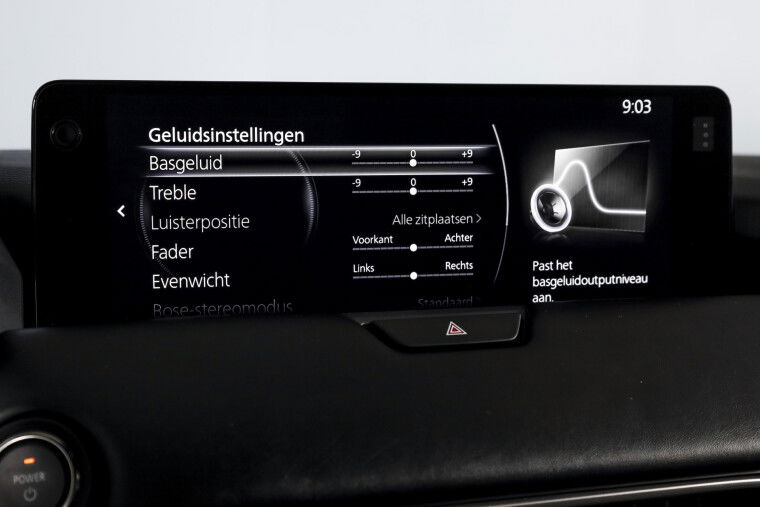 9:03
Geluidsinstellingen
Basgeluid -9 0 +9
Treble -9 0 +9
Luisterpositie Alle zitplaatsen
Fader Voorkant Achter
Evenwicht Links Rechts
Bose-stereomodus Standaard
Past het
basgeluidoutputniveau
aan.
POWER